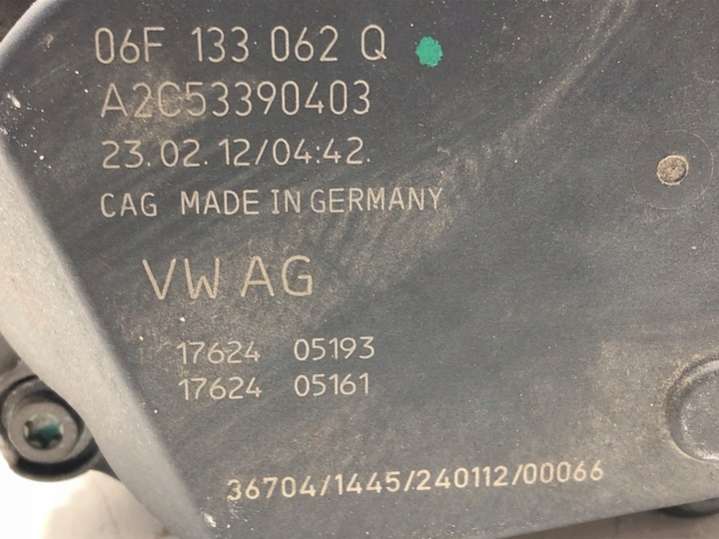 06F 133 062 Q
A2C53390403
23.02.12/04:42.
CAG MADE IN GERMANY
VW AG
17624 05193
17624 05161
36704/1445/240112/00066